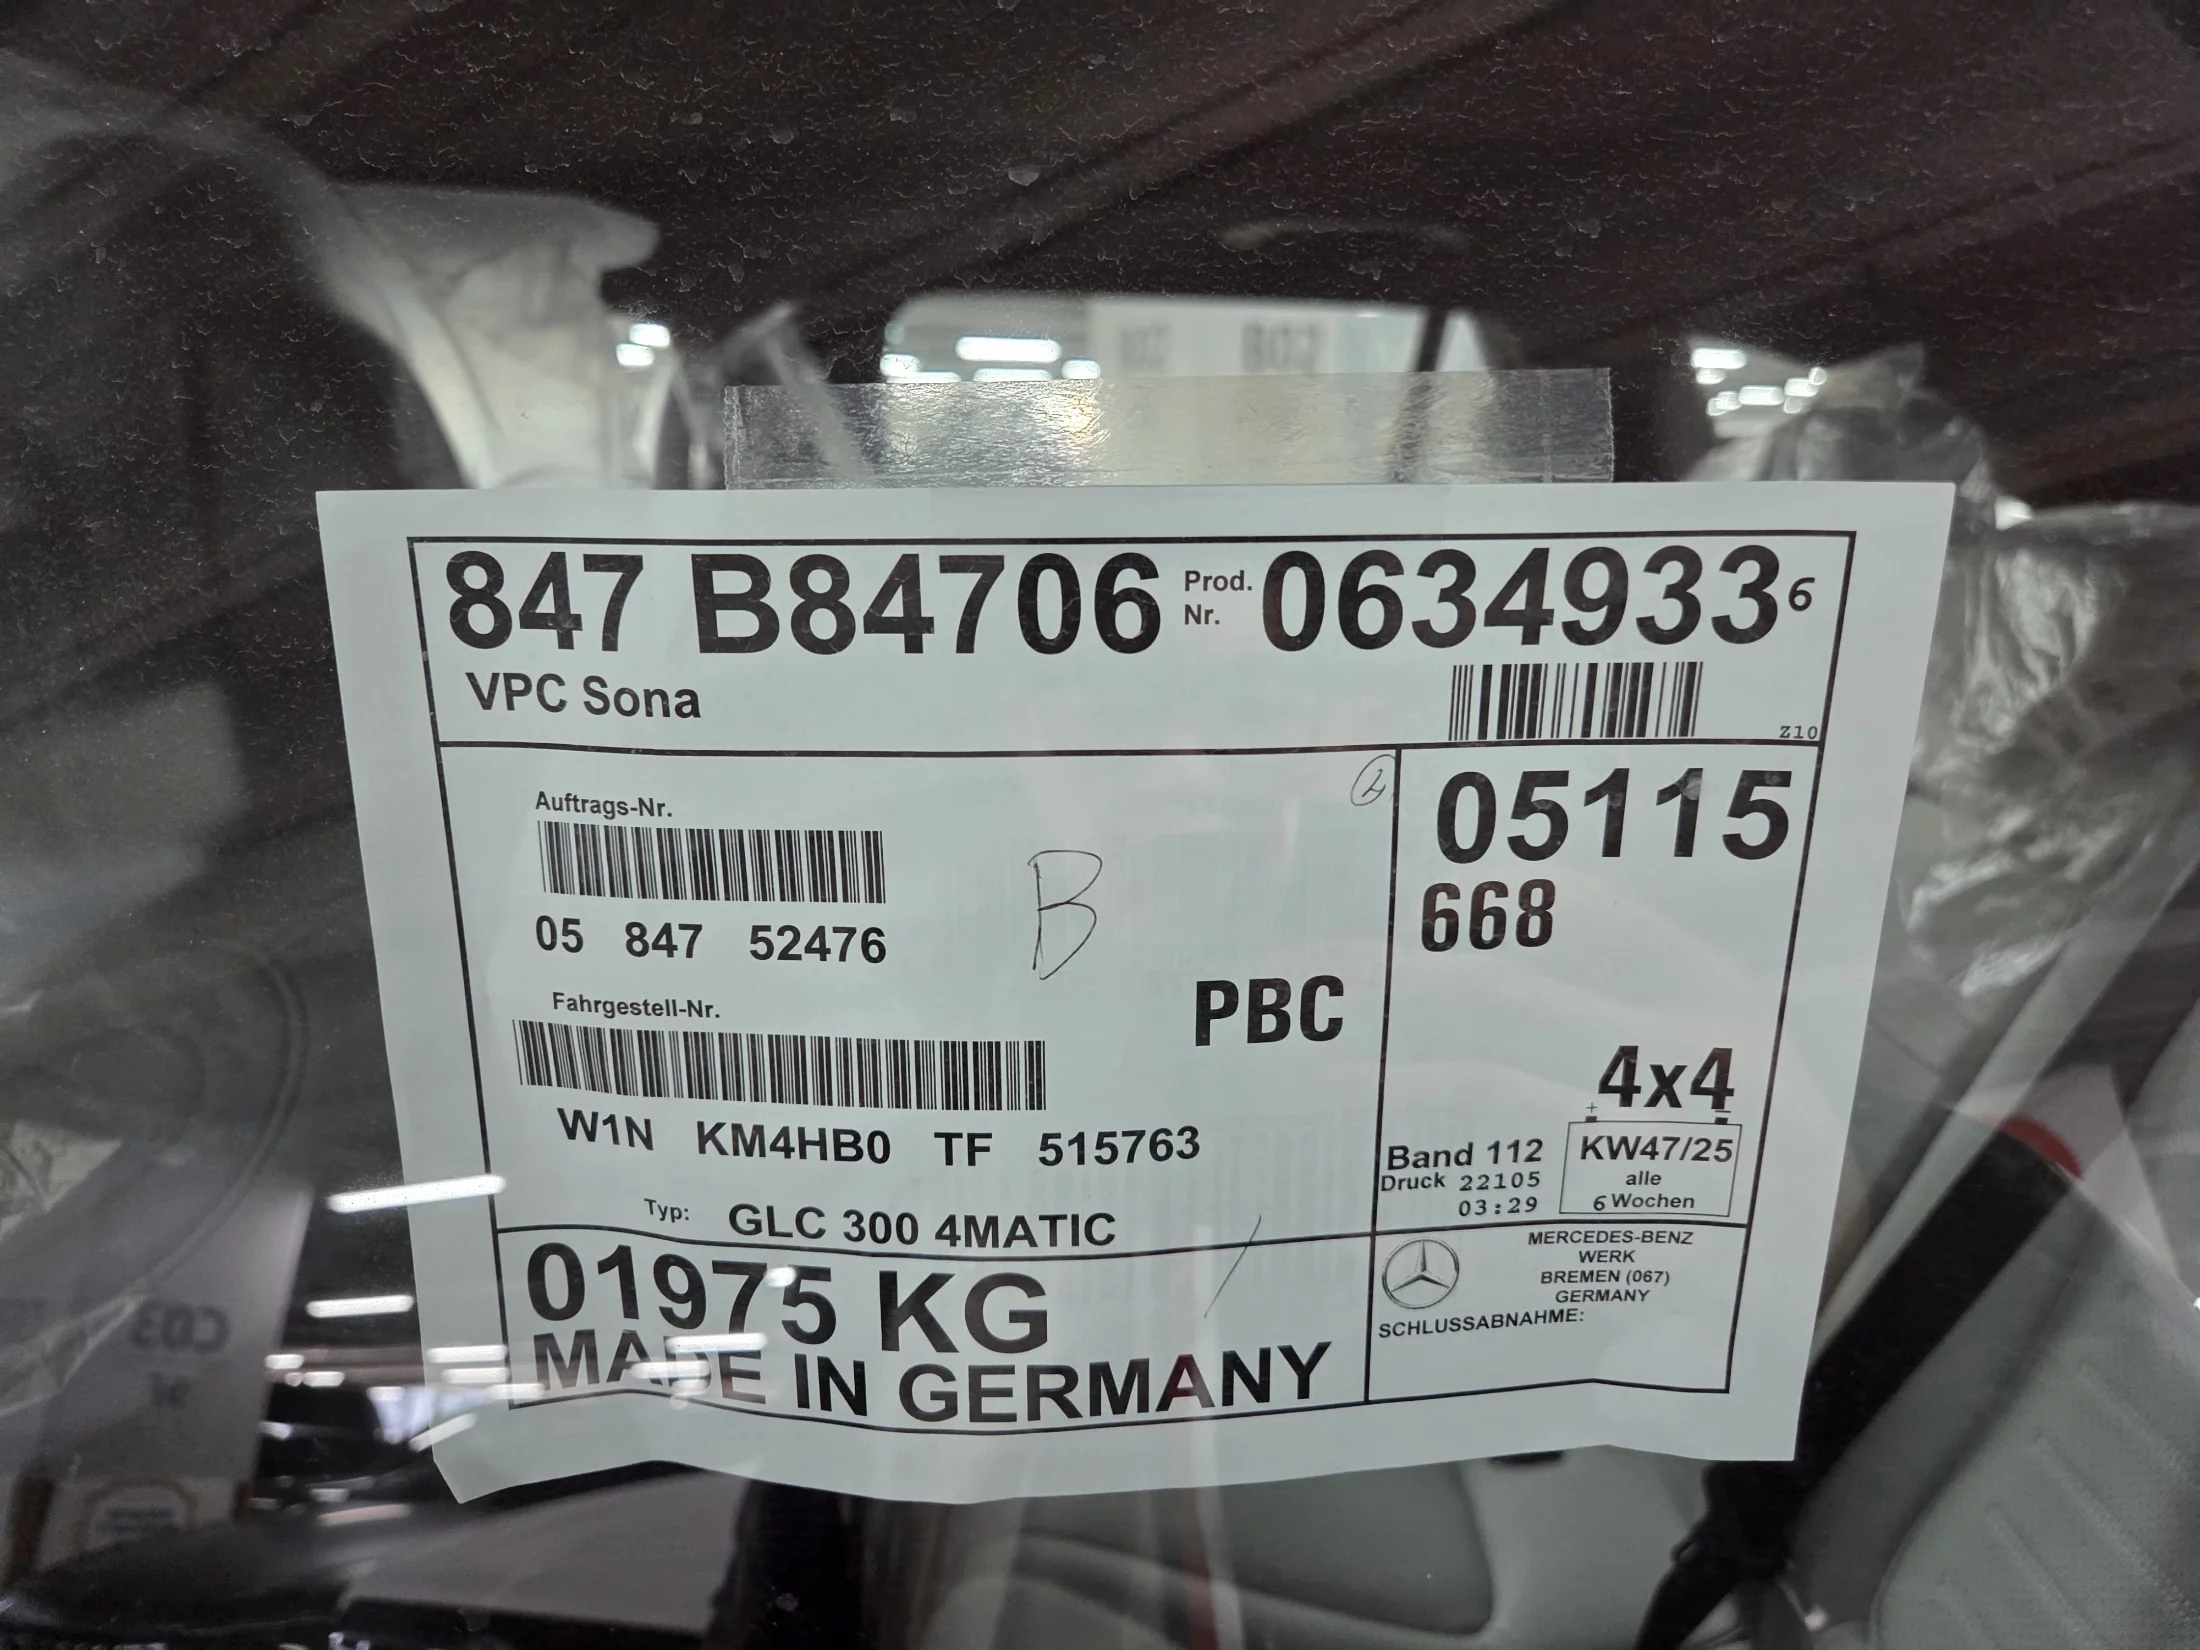 847 B84706 Prod. Nr. 0634933 6
VPC Sona
Z10
Auftrags-Nr.
05 847 52476
B
2
05115
668
Fahrgestell-Nr.
PBC
W1N KM4HB0 TF 515763
4x4
+ -
Band 112
Druck 22105
03:29
KW47/25
alle
6 Wochen
Typ: GLC 300 4MATIC
01975 KG
MADE IN GERMANY
MERCEDES-BENZ
WERK
BREMEN (067)
GERMANY
SCHLUSSABNAHME: